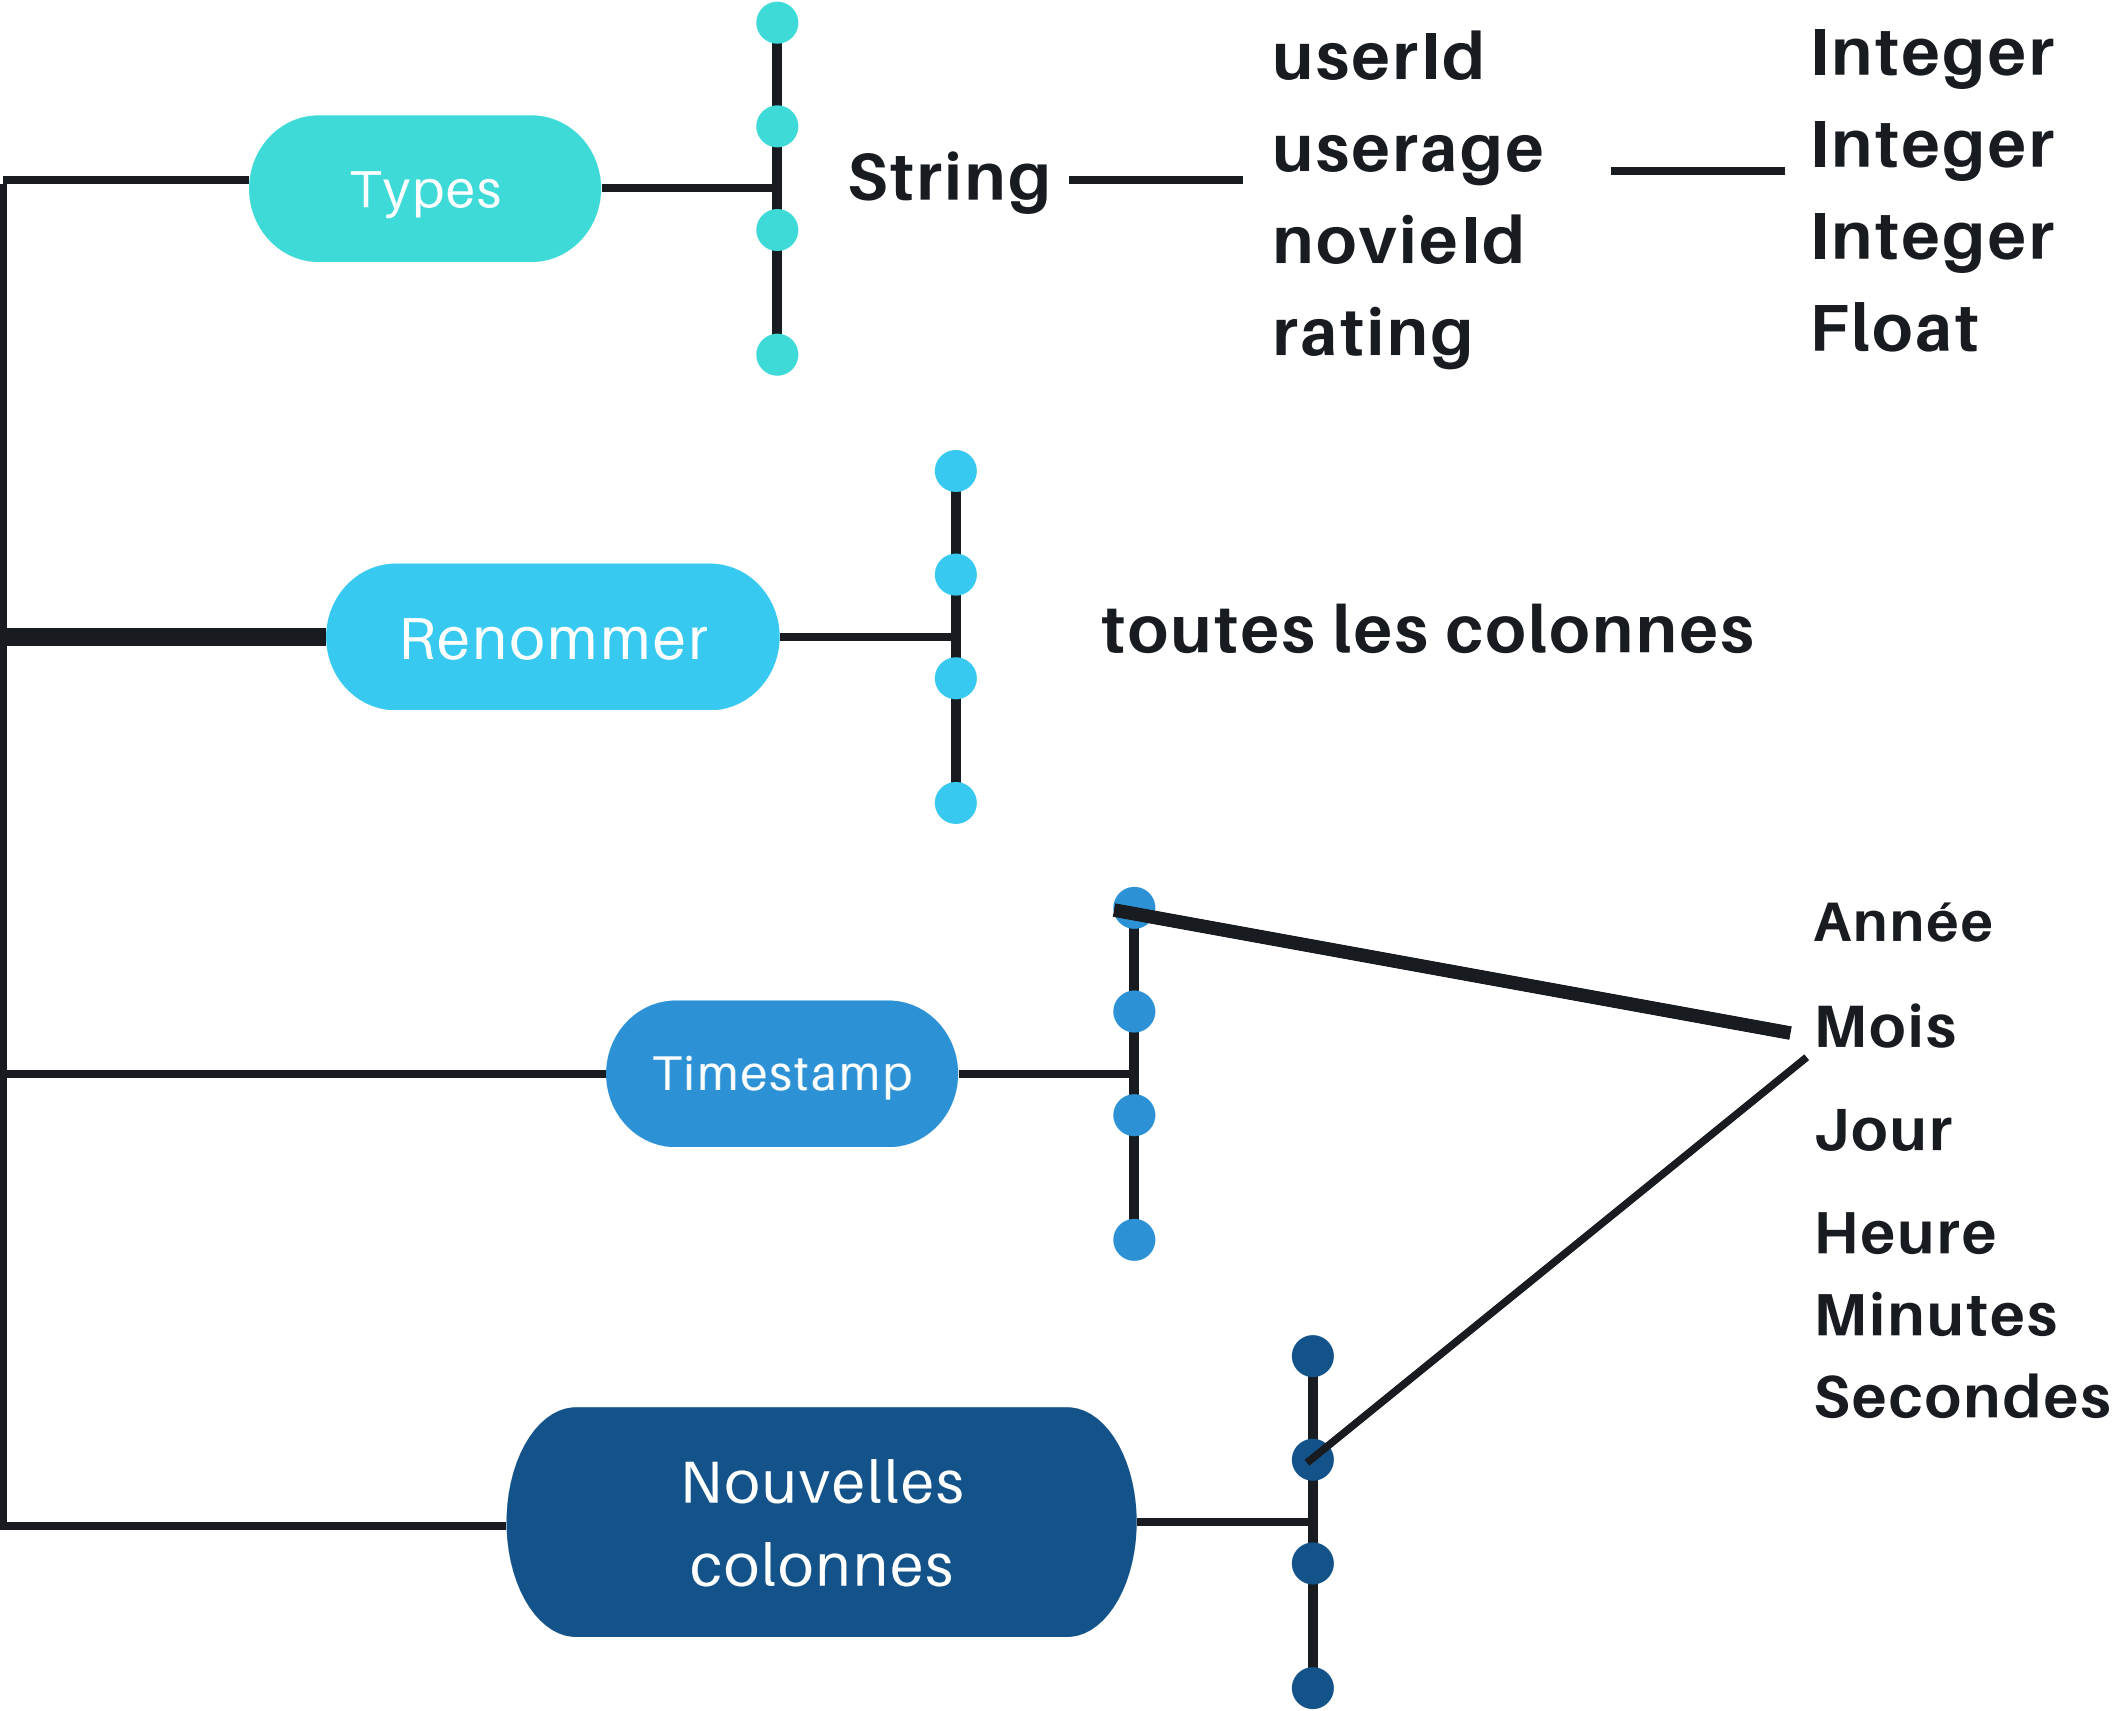 Types
String
userId
userage
novieId
rating
Integer
Integer
Integer
Float
Renommer
toutes les colonnes
Timestamp
Année
Mois
Jour
Heure
Minutes
Secondes
Nouvelles
colonnes